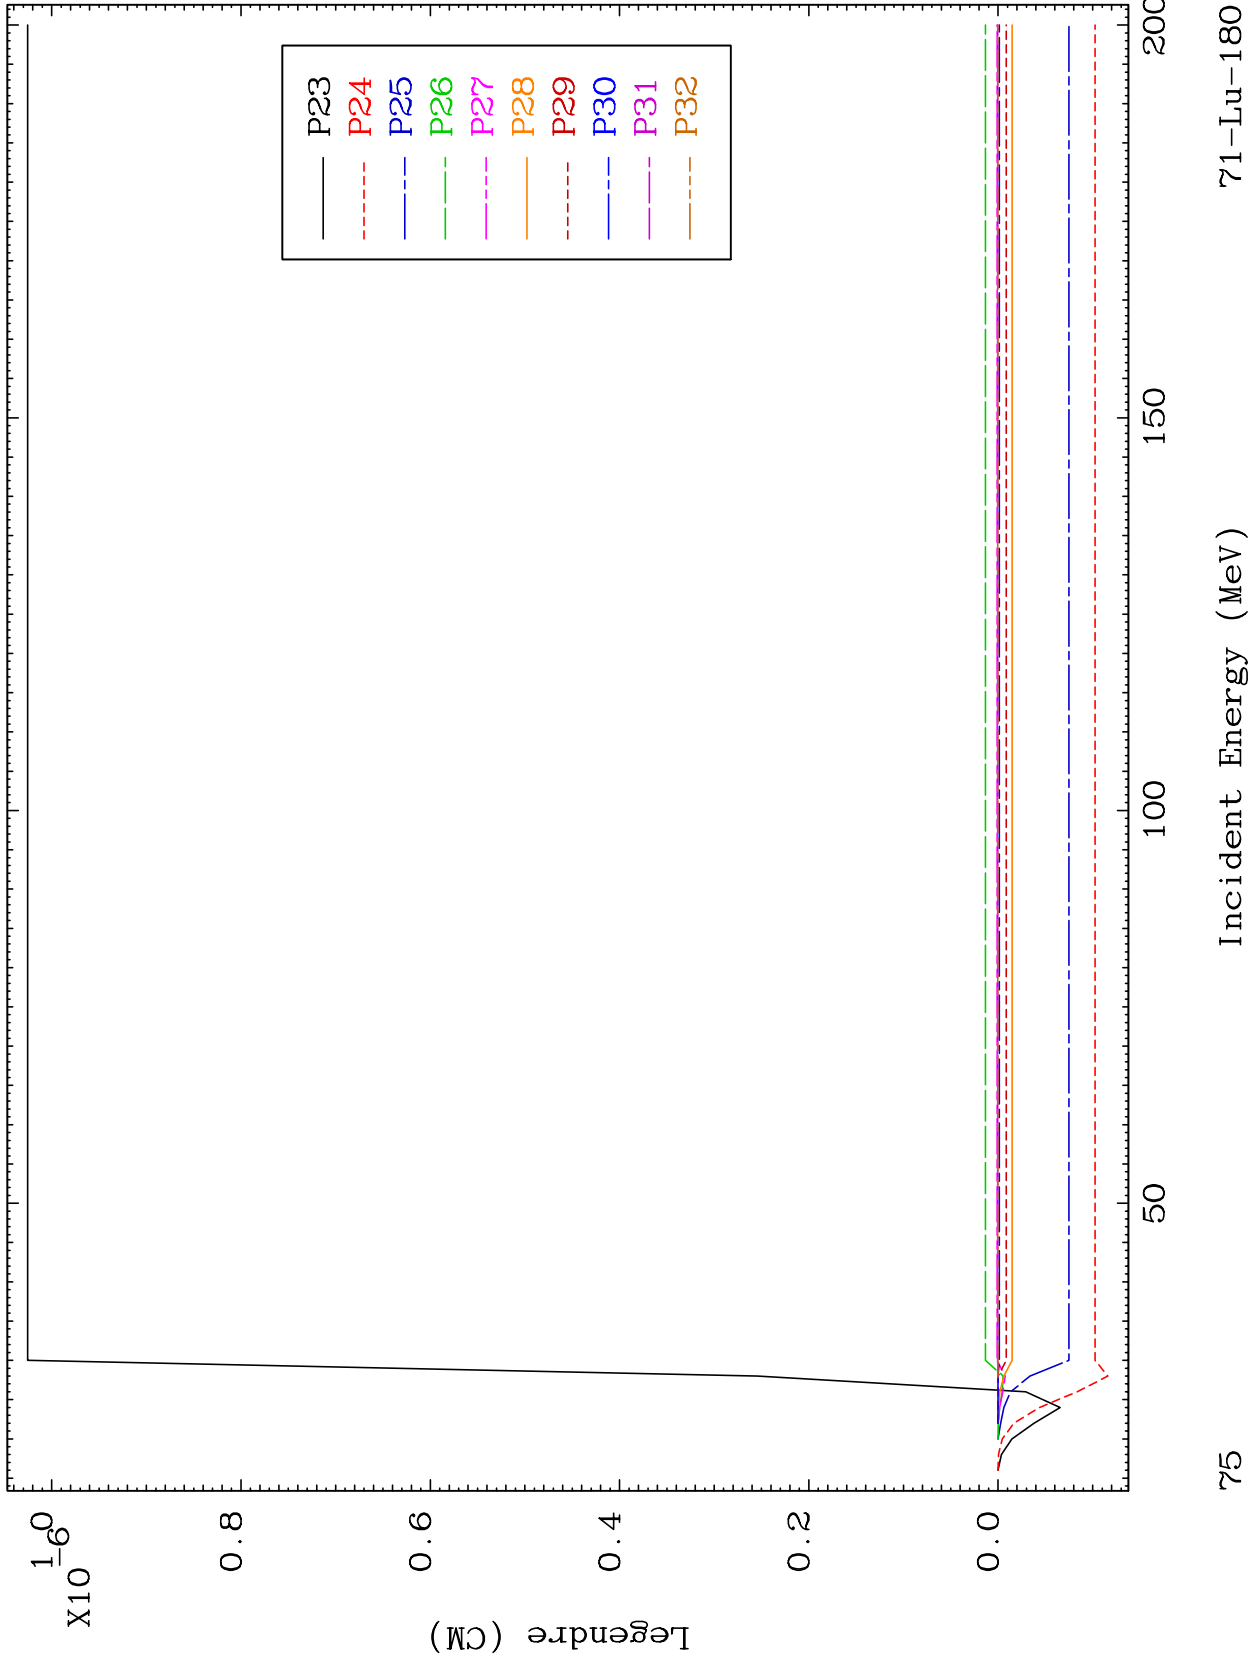 X10
-6
1.0
0.8
0.6
0.4
0.2
0.0
Legendre (CM)
P23
P24
P25
P26
P27
P28
P29
P30
P31
P32
50
100
150
200
Incident Energy (MeV)
75
71-Lu-180